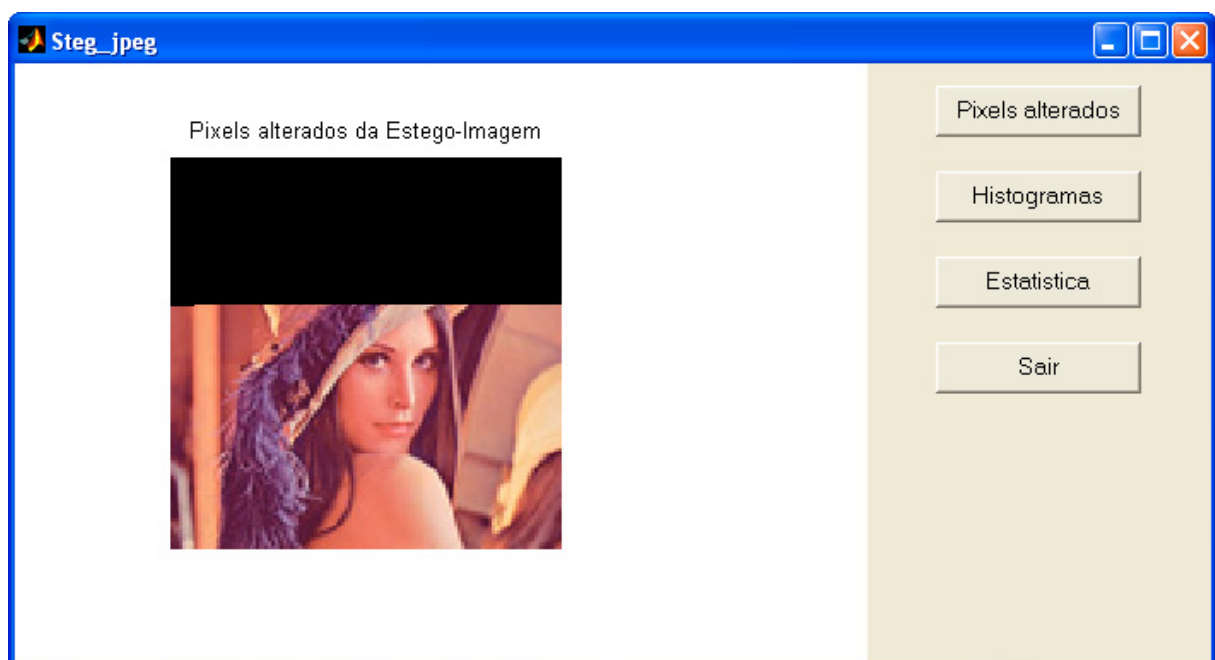 Steg_jpeg
Pixels alterados da Estego-Imagem
Pixels alterados
Histogramas
Estatistica
Sair